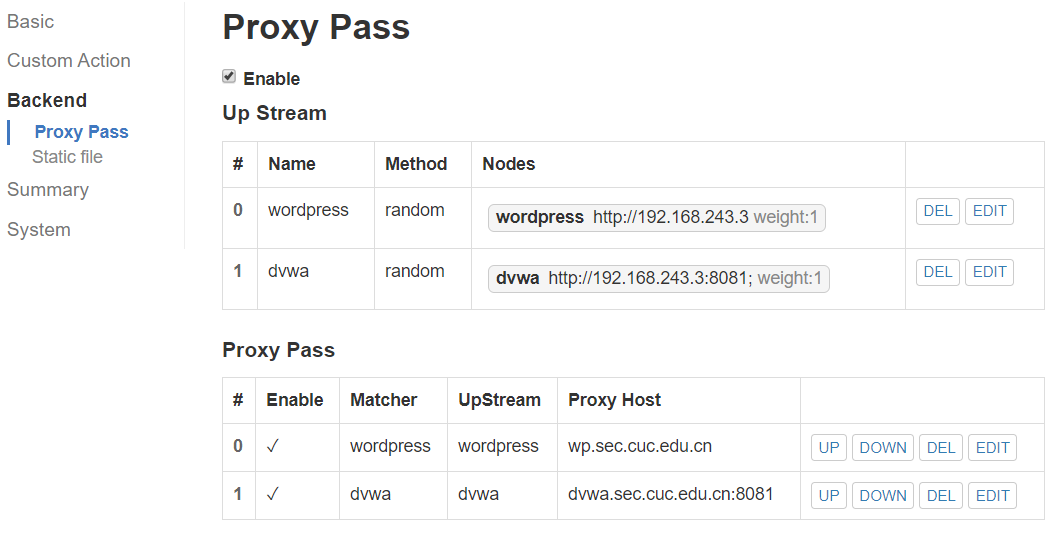 Basic
Custom Action
Backend
Proxy Pass
Static file
Summary
System
Proxy Pass
Enable
Up Stream
# Name Method Nodes
0 wordpress random wordpress http://192.168.243.3 weight:1 DEL EDIT
1 dvwa random dvwa http://192.168.243.3:8081; weight:1 DEL EDIT
Proxy Pass
# Enable Matcher UpStream Proxy Host
0 ✓ wordpress wordpress wp.sec.cuc.edu.cn UP DOWN DEL EDIT
1 ✓ dvwa dvwa dvwa.sec.cuc.edu.cn:8081 UP DOWN DEL EDIT